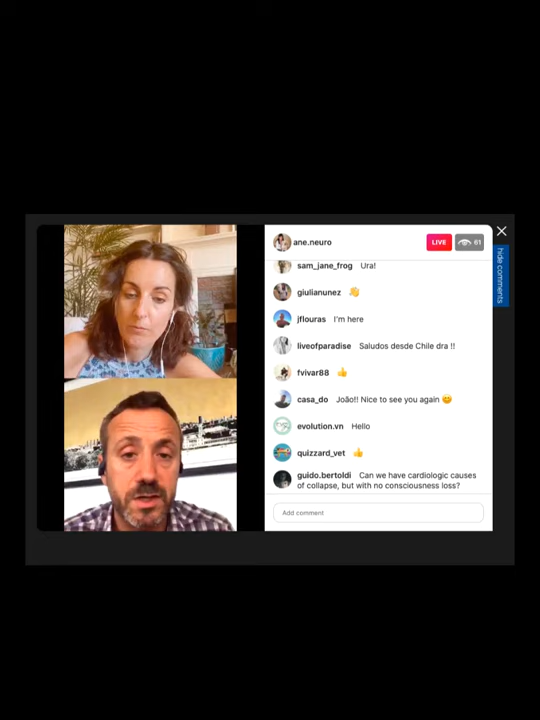 ane.neuro
LIVE
61
hide comments
sam_jane_frog Ura!
giulianunez 👋
jflouras I'm here
liveofparadise Saludos desde Chile dra !!
fvivar88 👍
casa_do João!! Nice to see you again 😊
evolution.vn Hello
quizzard_vet 👍
guido.bertoldi Can we have cardiologic causes
of collapse, but with no consciousness loss?
Add comment